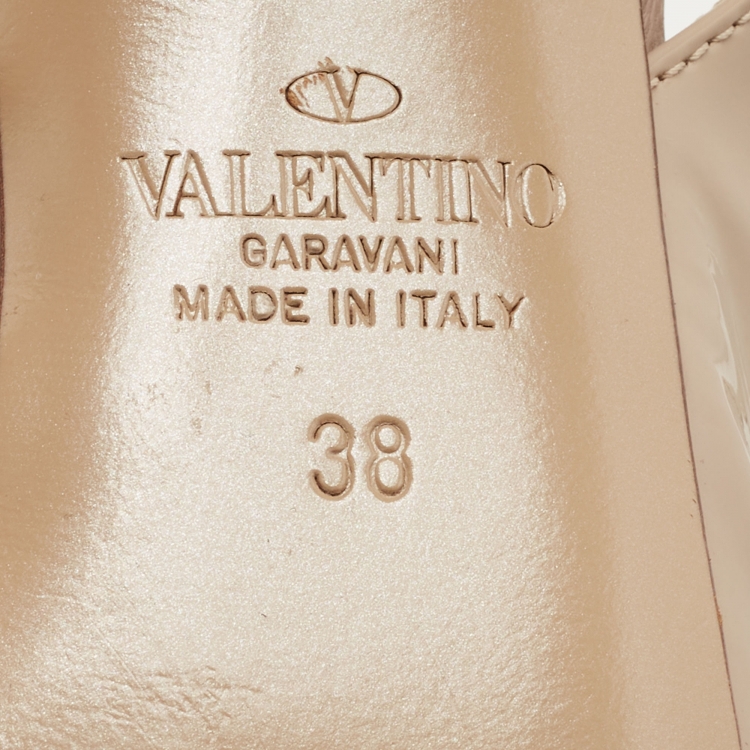 V
VALENTINO
GARAVANI
MADE IN ITALY
38